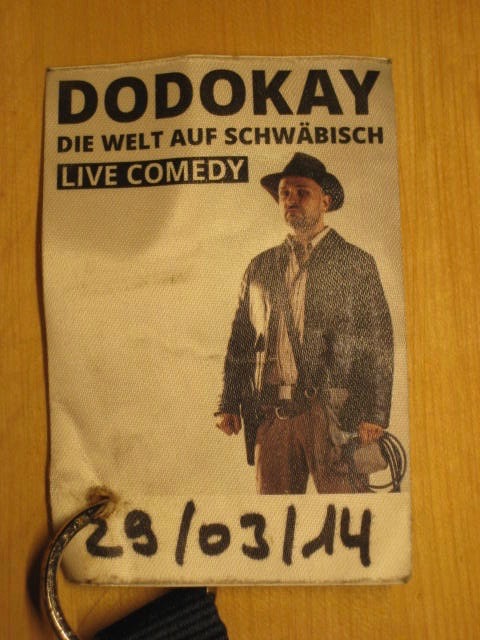 DODOKAY
DIE WELT AUF SCHWÄBISCH
LIVE COMEDY
29/03/14